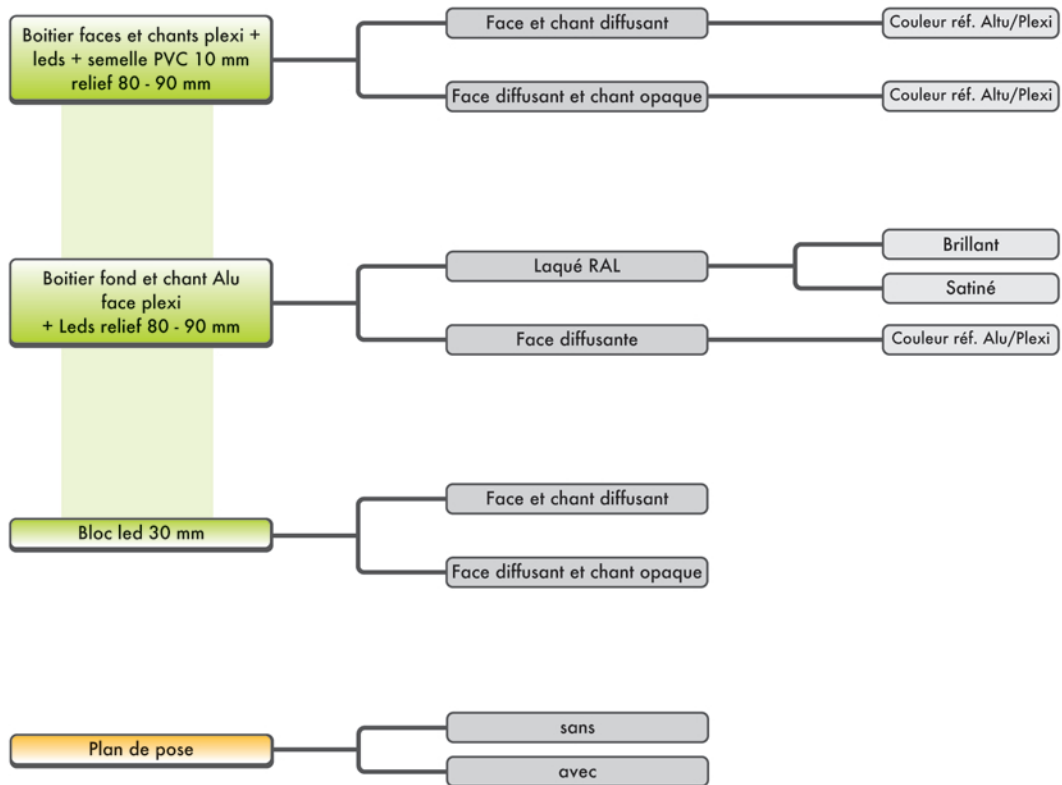 Boitier faces et chants plexi +
leds + semelle PVC 10 mm
relief 80 - 90 mm
Face et chant diffusant
Couleur réf. Altu/Plexi
Face diffusant et chant opaque
Couleur réf. Altu/Plexi
Boitier fond et chant Alu
face plexi
+ Leds relief 80 - 90 mm
Laqué RAL
Brillant
Satiné
Face diffusante
Couleur réf. Alu/Plexi
Bloc led 30 mm
Face et chant diffusant
Face diffusant et chant opaque
Plan de pose
sans
avec